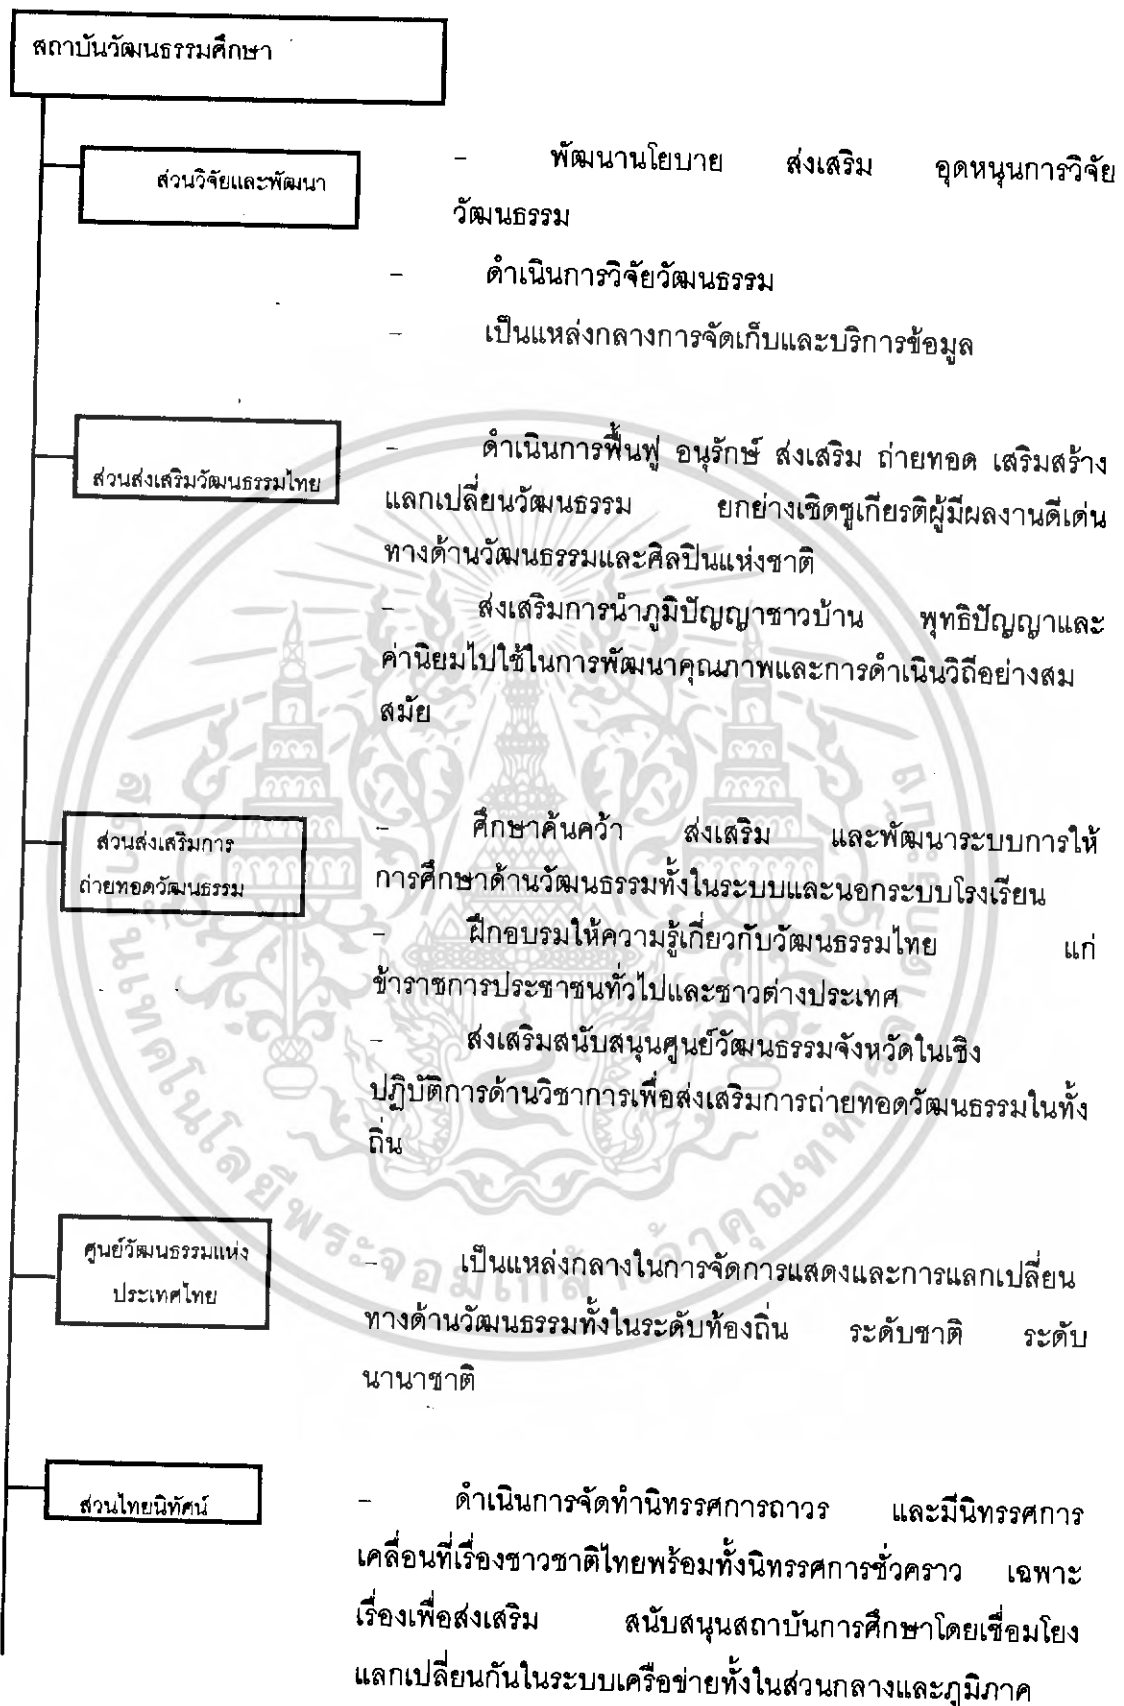 สถาบันวัฒนธรรมศึกษา
ส่วนวิจัยและพัฒนา
- พัฒนานโยบาย ส่งเสริม อุดหนุนการวิจัย
วัฒนธรรม
- ดำเนินการวิจัยวัฒนธรรม
- เป็นแหล่งกลางการจัดเก็บและบริการข้อมูล
ส่วนส่งเสริมวัฒนธรรมไทย
- ดำเนินการฟื้นฟู อนุรักษ์ ส่งเสริม ถ่ายทอด เสริมสร้าง
แลกเปลี่ยนวัฒนธรรม ยกย่างเชิดชูเกียรติผู้มีผลงานดีเด่น
ทางด้านวัฒนธรรมและศิลปินแห่งชาติ
- ส่งเสริมการนำภูมิปัญญาชาวบ้าน พุทธิปัญญาและ
ค่านิยมไปใช้ในการพัฒนาคุณภาพและการดำเนินวิถีอย่างสม
สมัย
ส่วนส่งเสริมการ
ถ่ายทอดวัฒนธรรม
- ศึกษาค้นคว้า ส่งเสริม และพัฒนาระบบการให้
การศึกษาด้านวัฒนธรรมทั้งในระบบและนอกระบบโรงเรียน
- ฝึกอบรมให้ความรู้เกี่ยวกับวัฒนธรรมไทย แก่
ข้าราชการประชาชนทั่วไปและชาวต่างประเทศ
- ส่งเสริมสนับสนุนศูนย์วัฒนธรรมจังหวัดในเชิง
ปฏิบัติการด้านวิชาการเพื่อส่งเสริมการถ่ายทอดวัฒนธรรมในทั้ง
ถิ่น
ศูนย์วัฒนธรรมแห่ง
ประเทศไทย
- เป็นแหล่งกลางในการจัดการแสดงและการแลกเปลี่ยน
ทางด้านวัฒนธรรมทั้งในระดับท้องถิ่น ระดับชาติ ระดับ
นานาชาติ
ส่วนไทยนิทัศน์
- ดำเนินการจัดทำนิทรรศการถาวร และมีนิทรรศการ
เคลื่อนที่เรื่องชาวชาติไทยพร้อมทั้งนิทรรศการชั่วคราว เฉพาะ
เรื่องเพื่อส่งเสริม สนับสนุนสถาบันการศึกษาโดยเชื่อมโยง
แลกเปลี่ยนกันในระบบเครือข่ายทั้งในส่วนกลางและภูมิภาค
สถาบันเทคโนโลยีพระจอมเกล้าเจ้าคุณทหารลาดกระบัง